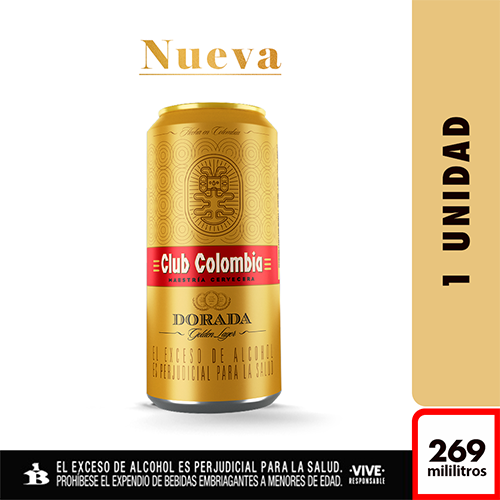 Nueva
Hecha en Colombia
Club Colombia
MAESTRÍA CERVECERA
DORADA
Golden Lager
EL EXCESO DE ALCOHOL
ES PERJUDICIAL PARA LA SALUD
1 UNIDAD
269
mililitros
B EL EXCESO DE ALCOHOL ES PERJUDICIAL PARA LA SALUD.
PROHÍBESE EL EXPENDIO DE BEBIDAS EMBRIAGANTES A MENORES DE EDAD.
·VIVE·
RESPONSABLE